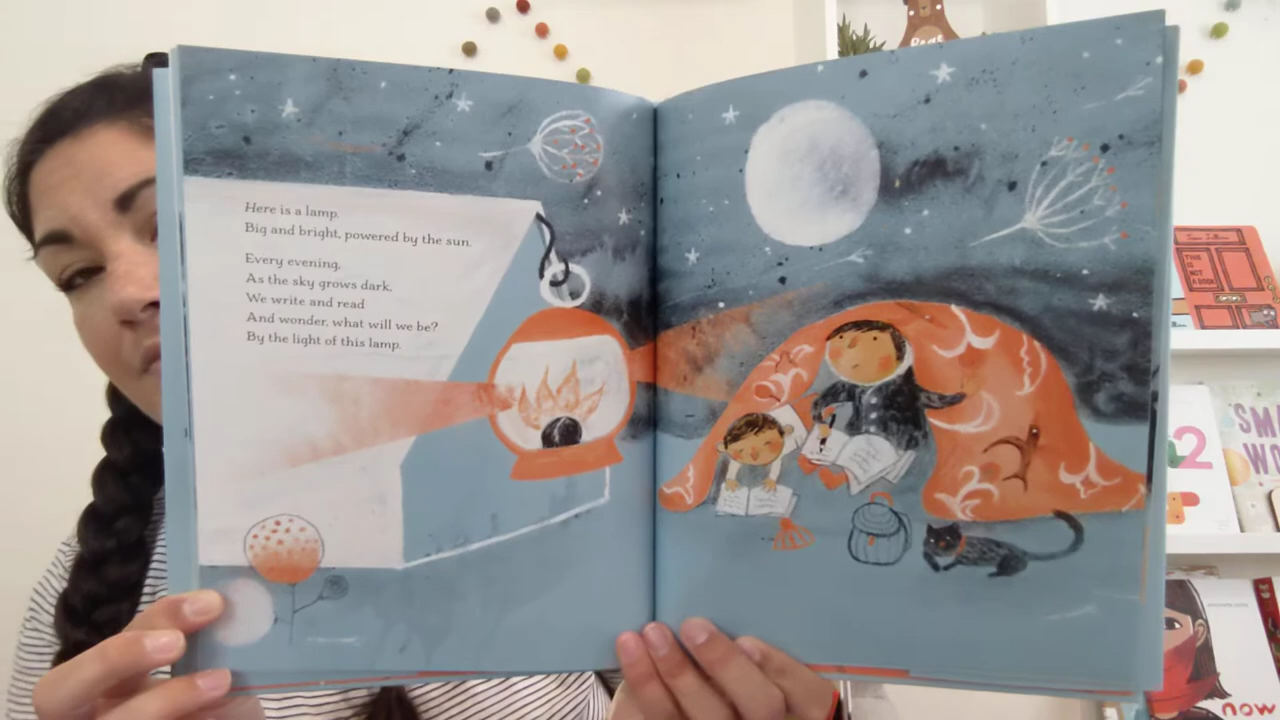 Here is a lamp.
Big and bright, powered by the sun.
Every evening,
As the sky grows dark,
We write and read
And wonder, what will we be?
By the light of this lamp.
THIS
IS
NOT
A BOOK
2
now